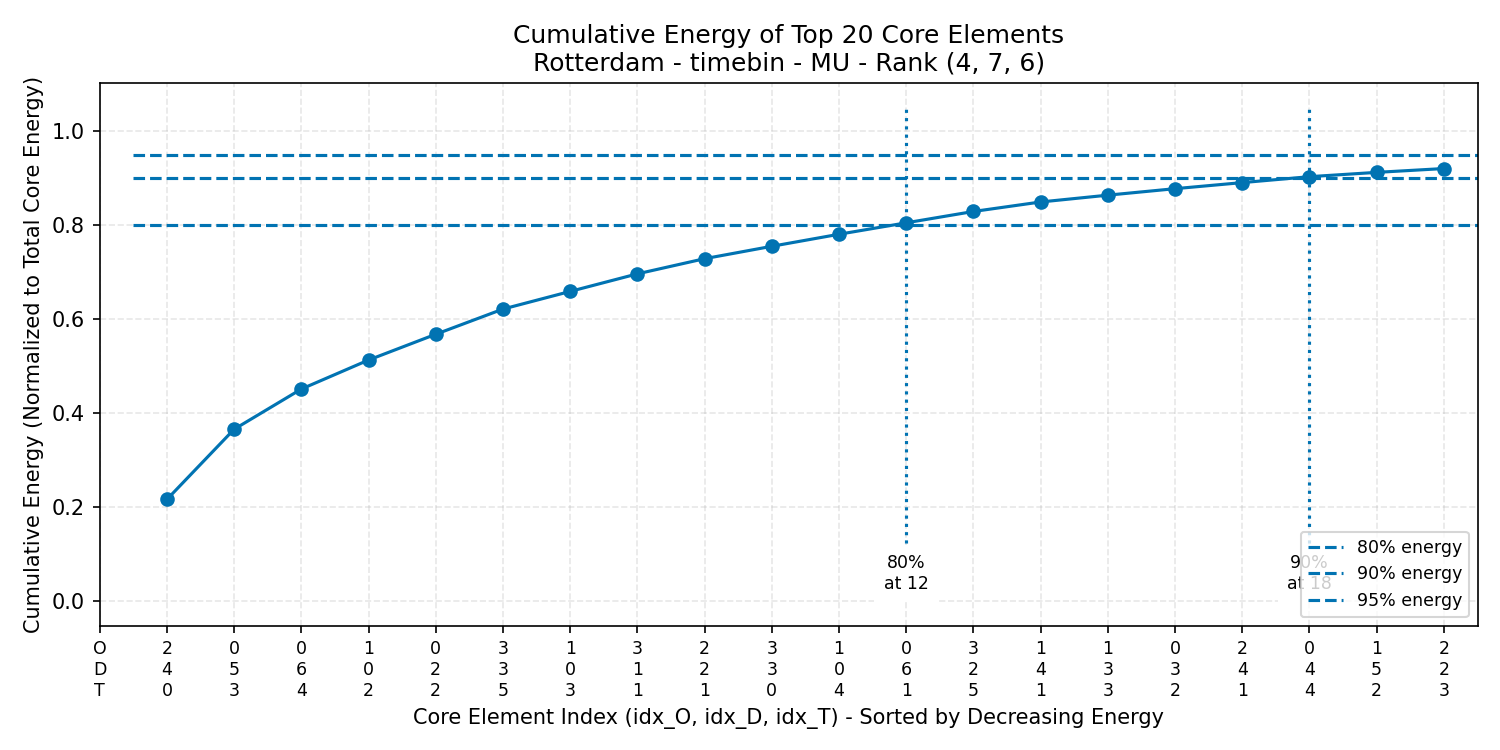 Cumulative Energy of Top 20 Core Elements
Rotterdam - timebin - MU - Rank (4, 7, 6)
Cumulative Energy (Normalized to Total Core Energy)
1.0
0.8
0.6
0.4
0.2
0.0
80%
at 12
90%
at 18
80% energy
90% energy
95% energy
O 2 0 0 1 0 3 1 3 2 3 1 0 3 1 1 0 2 0 1 2
D 4 5 6 0 2 3 0 1 2 3 0 6 2 4 3 3 4 4 5 2
T 0 3 4 2 2 5 3 1 1 0 4 1 5 1 3 2 1 4 2 3
Core Element Index (idx_O, idx_D, idx_T) - Sorted by Decreasing Energy